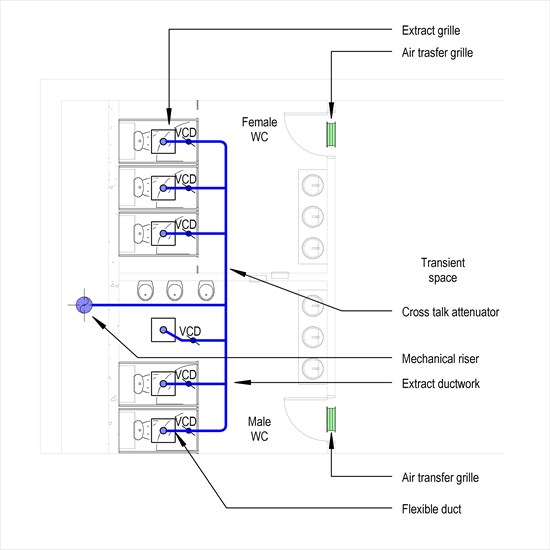 Extract grille
Air trasfer grille
Female
WC
VCD
VCD
VCD
Transient
space
Cross talk attenuator
VCD
Mechanical riser
VCD
Extract ductwork
Male
WC
VCD
Air transfer grille
Flexible duct